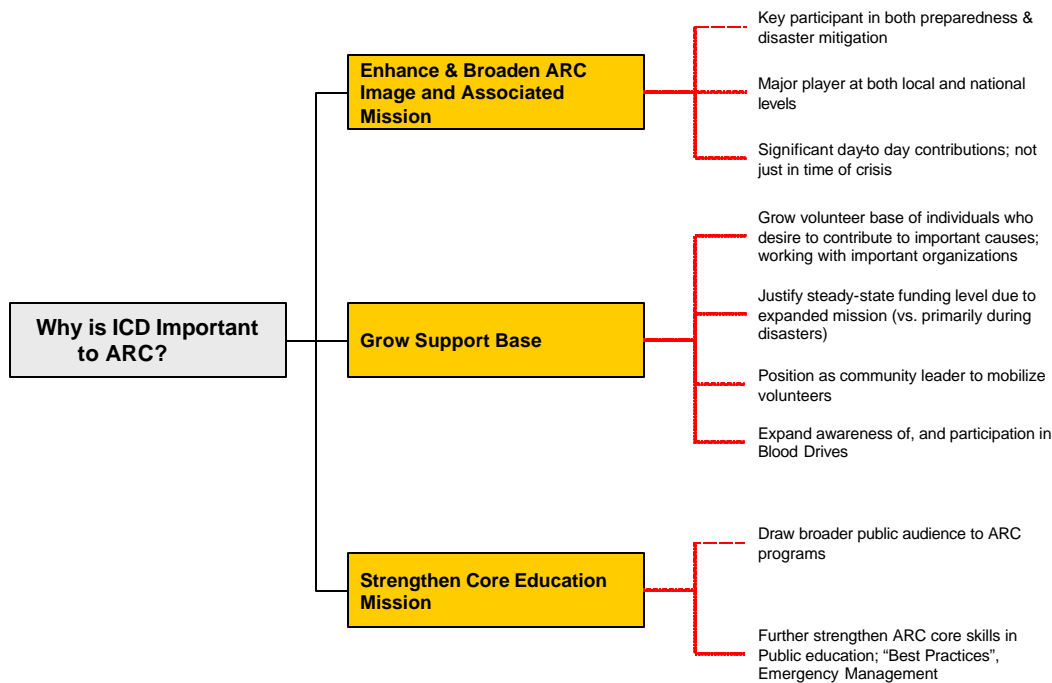 Why is ICD Important
to ARC?
Enhance & Broaden ARC
Image and Associated
Mission
Key participant in both preparedness &
disaster mitigation
Major player at both local and national
levels
Significant day-to day contributions; not
just in time of crisis
Grow Support Base
Grow volunteer base of individuals who
desire to contribute to important causes;
working with important organizations
Justify steady-state funding level due to
expanded mission (vs. primarily during
disasters)
Position as community leader to mobilize
volunteers
Expand awareness of, and participation in
Blood Drives
Strengthen Core Education
Mission
Draw broader public audience to ARC
programs
Further strengthen ARC core skills in
Public education; “Best Practices”,
Emergency Management